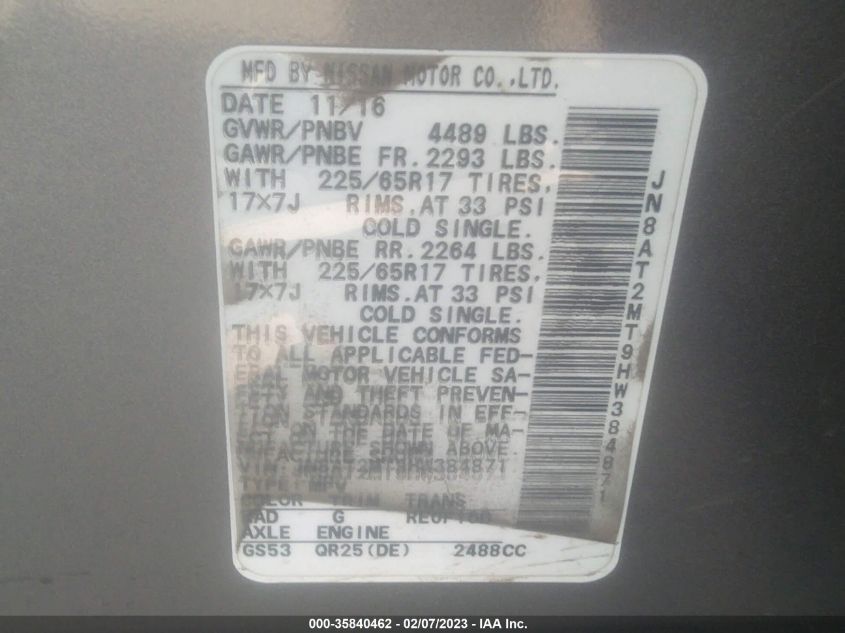 MFD BY NISSAN MOTOR CO.,LTD.
DATE 11/16
GVWR/PNBV 4489 LBS.
GAWR/PNBE FR. 2293 LBS.
WITH 225/65R17 TIRES,
17X7J RIMS. AT 33 PSI
COLD SINGLE.
GAWR/PNBE RR. 2264 LBS.
WITH 225/65R17 TIRES,
17X7J RIMS. AT 33 PSI
COLD SINGLE.
THIS VEHICLE CONFORMS
TO ALL APPLICABLE FED-
ERAL MOTOR VEHICLE SA-
FETY AND THEFT PREVEN-
TION STANDARDS IN EFF-
ECT ON THE DATE OF MA-
NUFACTURE SHOWN ABOVE.
VIN: JN8AT2MT9HW384871
TYPE: MPV
COLOR TRIM TRANS
KAD G
AXLE ENGINE
GS53 QR25(DE) 2488CC
JN8AT2MT9HW384871
000-35840462 - 02/07/2023 - IAA Inc.